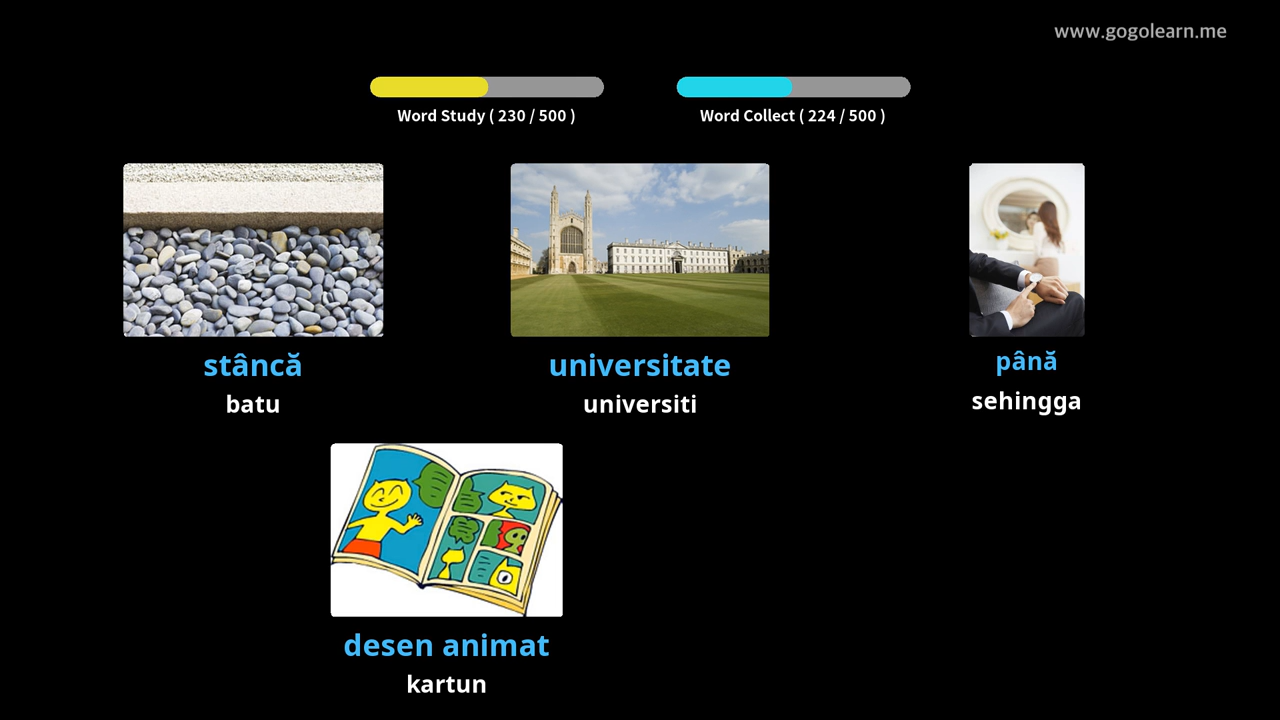 www.gogolearn.me
Word Study ( 230 / 500 )
Word Collect ( 224 / 500 )
stâncă
batu
universitate
universiti
până
sehingga
desen animat
kartun